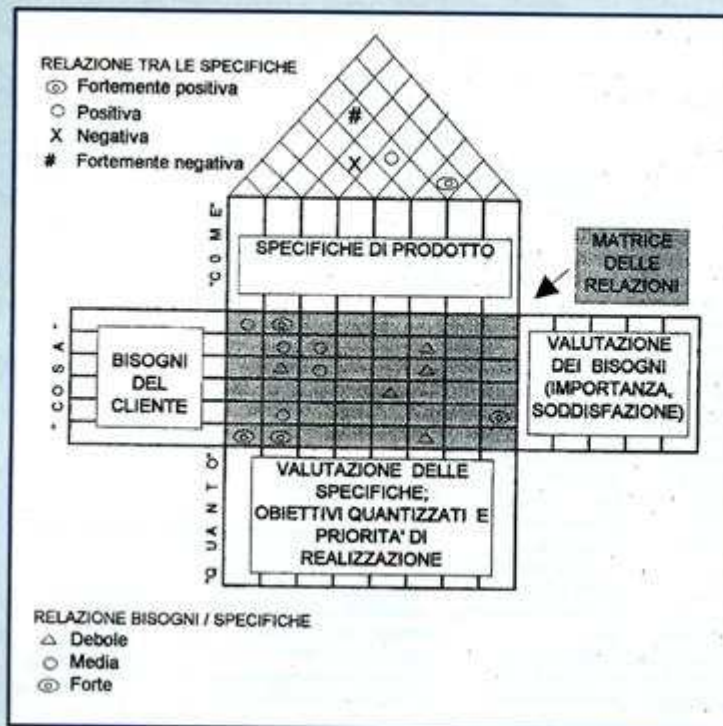 RELAZIONE TRA LE SPECIFICHE
Fortemente positiva
Positiva
X Negativa
# Fortemente negativa
#
X
"COME"
SPECIFICHE DI PRODOTTO
MATRICE
DELLE
RELAZIONI
"COSA"
BISOGNI
DEL
CLIENTE
VALUTAZIONE
DEI BISOGNI
(IMPORTANZA,
SODDISFAZIONE)
"QUANTO"
VALUTAZIONE DELLE
SPECIFICHE;
OBIETTIVI QUANTIZZATI E
PRIORITA' DI
REALIZZAZIONE
RELAZIONE BISOGNI / SPECIFICHE
Debole
Media
Forte